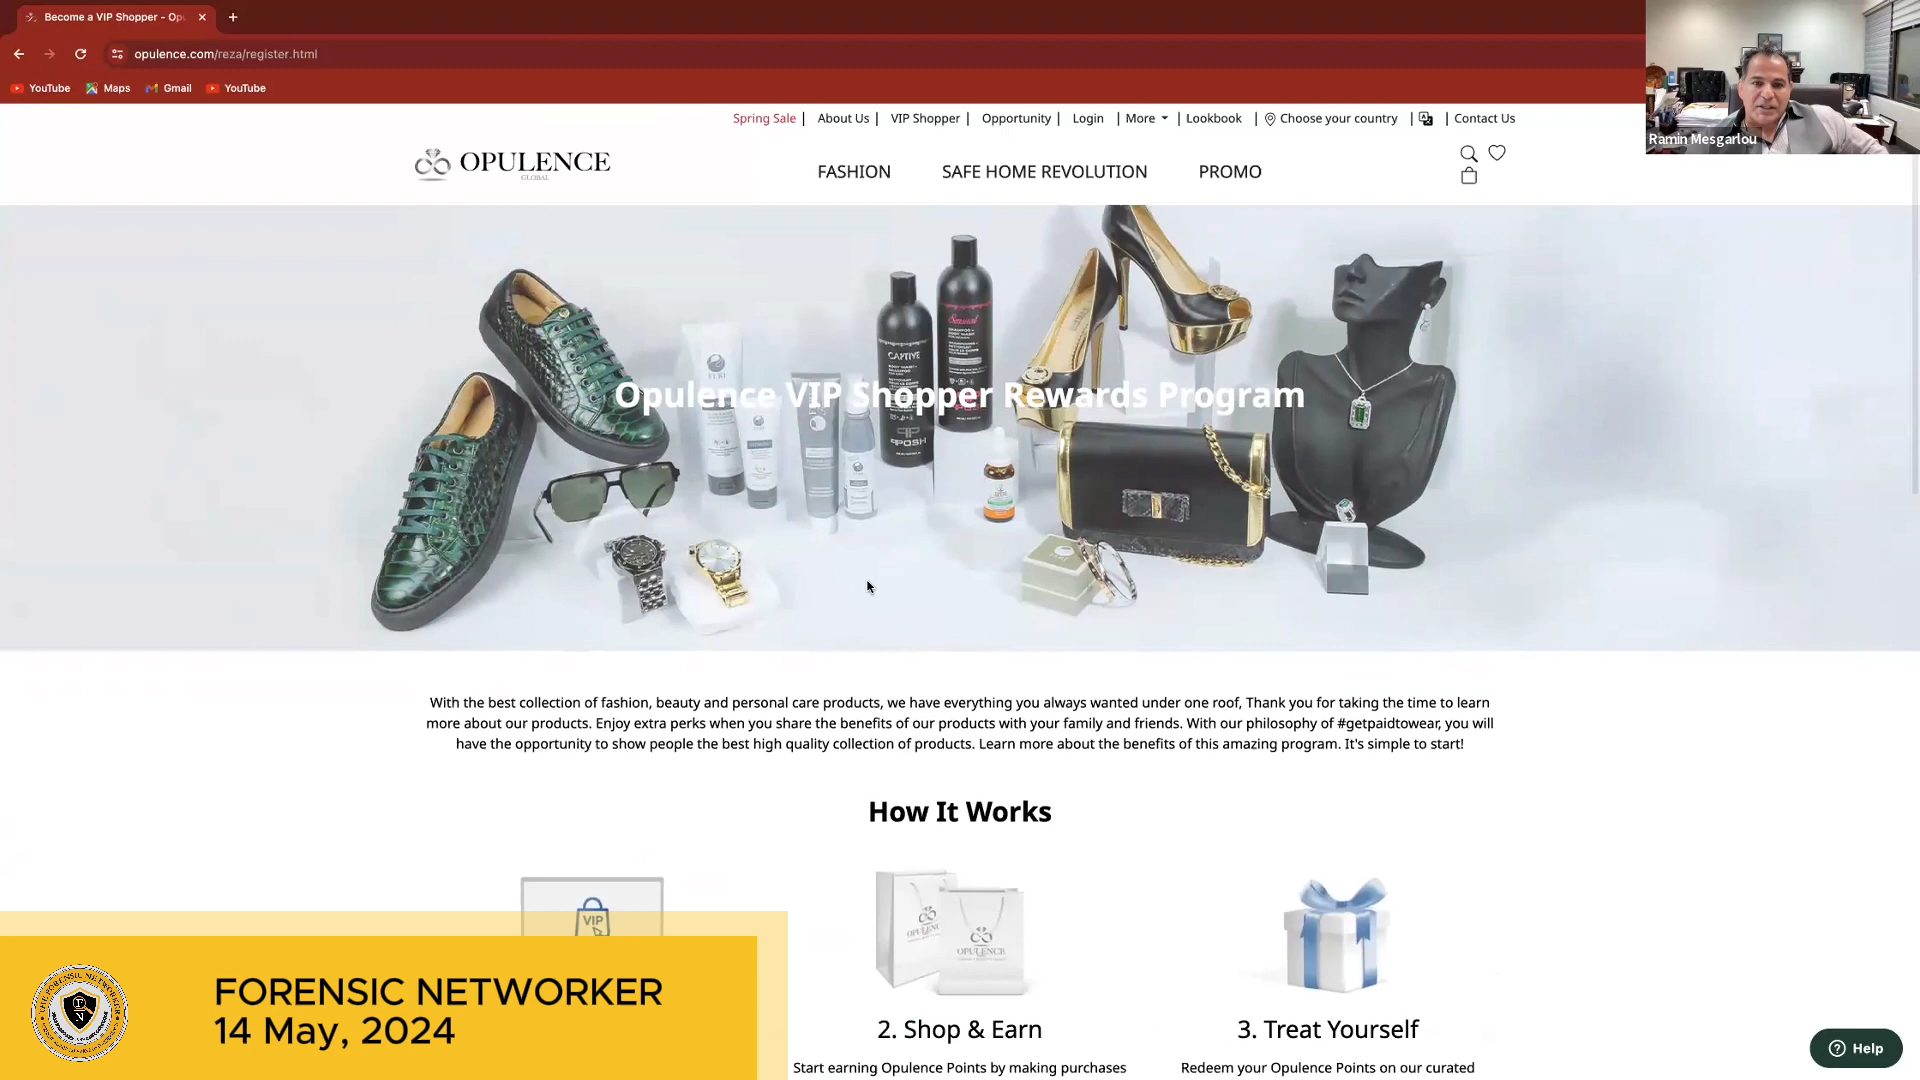 Become a VIP Shopper - Op
opulence.com/reza/register.html
YouTube
Maps
Gmail
YouTube
Ramin Mesgarlou
Spring Sale | About Us | VIP Shopper | Opportunity | Login | More | Lookbook | Choose your country | | Contact Us
OPULENCE
GLOBAL
FASHION
SAFE HOME REVOLUTION
PROMO
CAPTIVE
Sensual
POSH
Opulence VIP Shopper Rewards Program
With the best collection of fashion, beauty and personal care products, we have everything you always wanted under one roof, Thank you for taking the time to learn
more about our products. Enjoy extra perks when you share the benefits of our products with your family and friends. With our philosophy of #getpaidtowear, you will
have the opportunity to show people the best high quality collection of products. Learn more about the benefits of this amazing program. It's simple to start!
How It Works
VIP
OPULENCE
2. Shop & Earn
3. Treat Yourself
Start earning Opulence Points by making purchases
Redeem your Opulence Points on our curated
THE FORENSIC NETWORKER
FORENSIC NETWORKER
14 May, 2024
Help